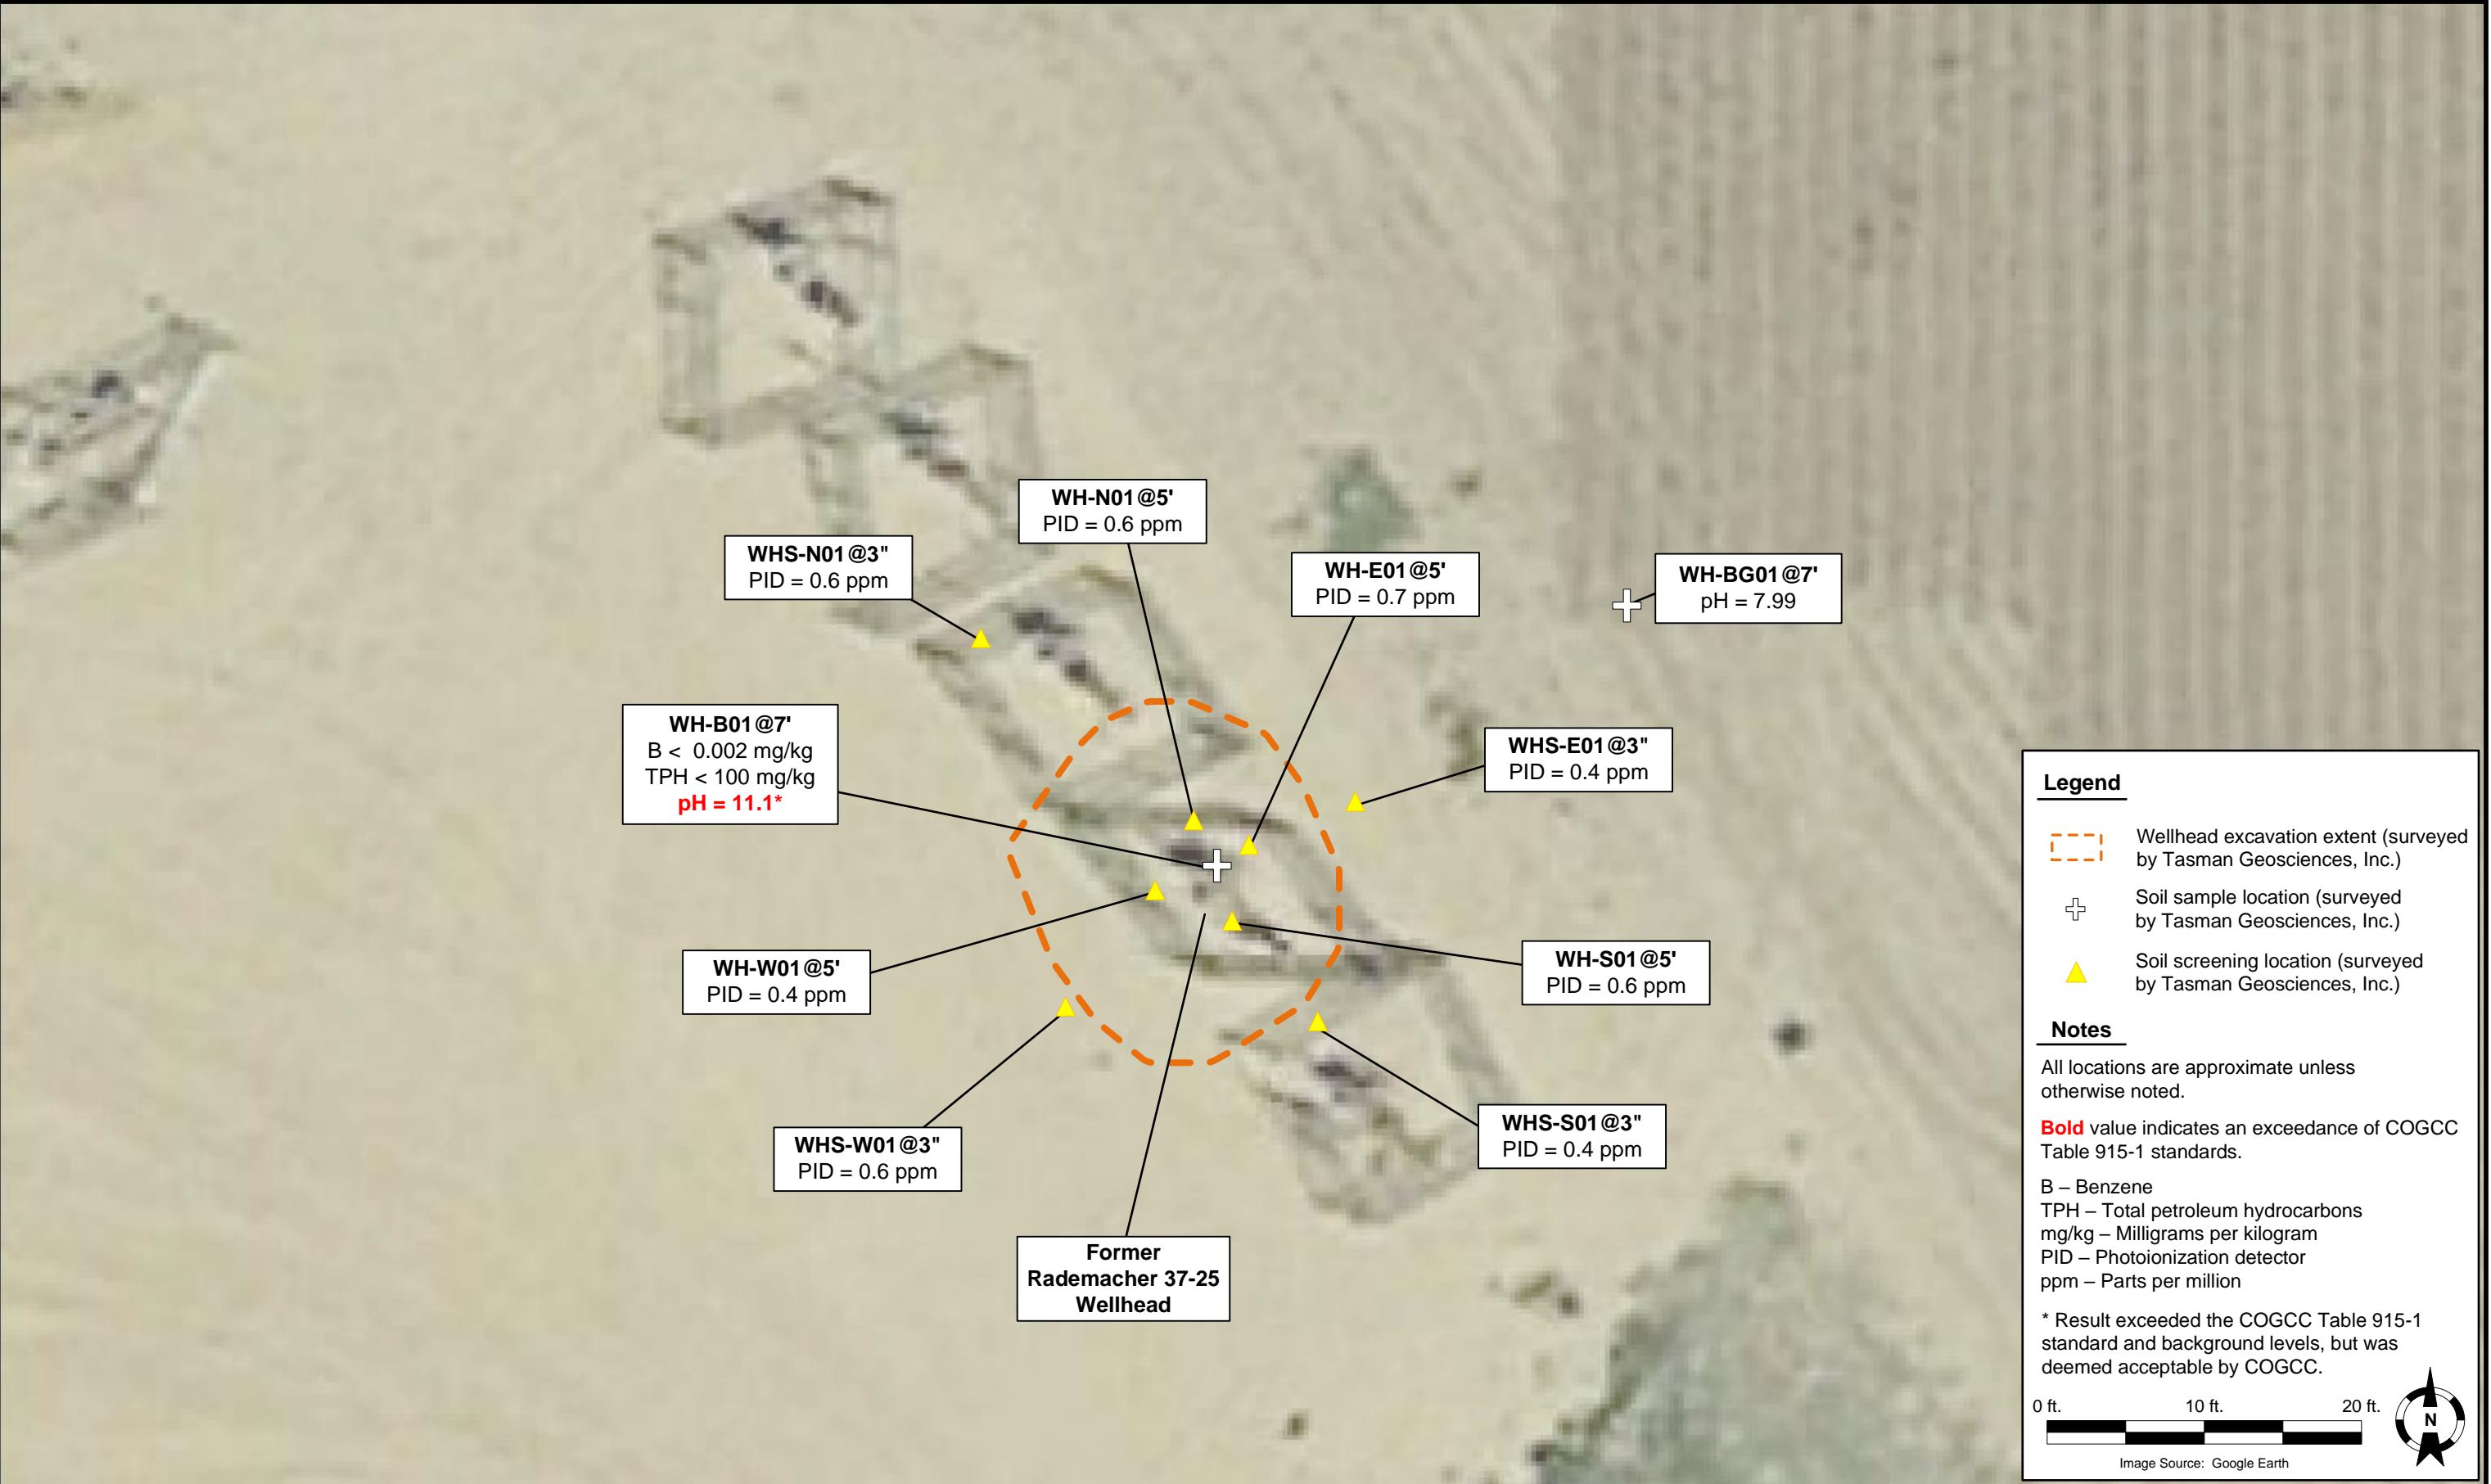 WH-N01@5'
PID = 0.6 ppm
WHS-N01@3"
PID = 0.6 ppm
WH-E01@5'
PID = 0.7 ppm
WH-BG01@7'
pH = 7.99
WH-B01@7'
B <  0.002 mg/kg
TPH < 100 mg/kg
pH = 11.1*
WHS-E01@3"
PID = 0.4 ppm
WH-W01@5'
PID = 0.4 ppm
WH-S01@5'
PID = 0.6 ppm
WHS-W01@3"
PID = 0.6 ppm
WHS-S01@3"
PID = 0.4 ppm
Former
Rademacher 37-25
Wellhead
Legend
Wellhead excavation extent (surveyed
by Tasman Geosciences, Inc.)
Soil sample location (surveyed
by Tasman Geosciences, Inc.)
Soil screening location (surveyed
by Tasman Geosciences, Inc.)
Notes
All locations are approximate unless
otherwise noted.
Bold value indicates an exceedance of COGCC
Table 915-1 standards.
B – Benzene
TPH – Total petroleum hydrocarbons
mg/kg – Milligrams per kilogram
PID – Photoionization detector
ppm – Parts per million
* Result exceeded the COGCC Table 915-1
standard and background levels, but was
deemed acceptable by COGCC.
0 ft. 10 ft. 20 ft.
N
Image Source:  Google Earth